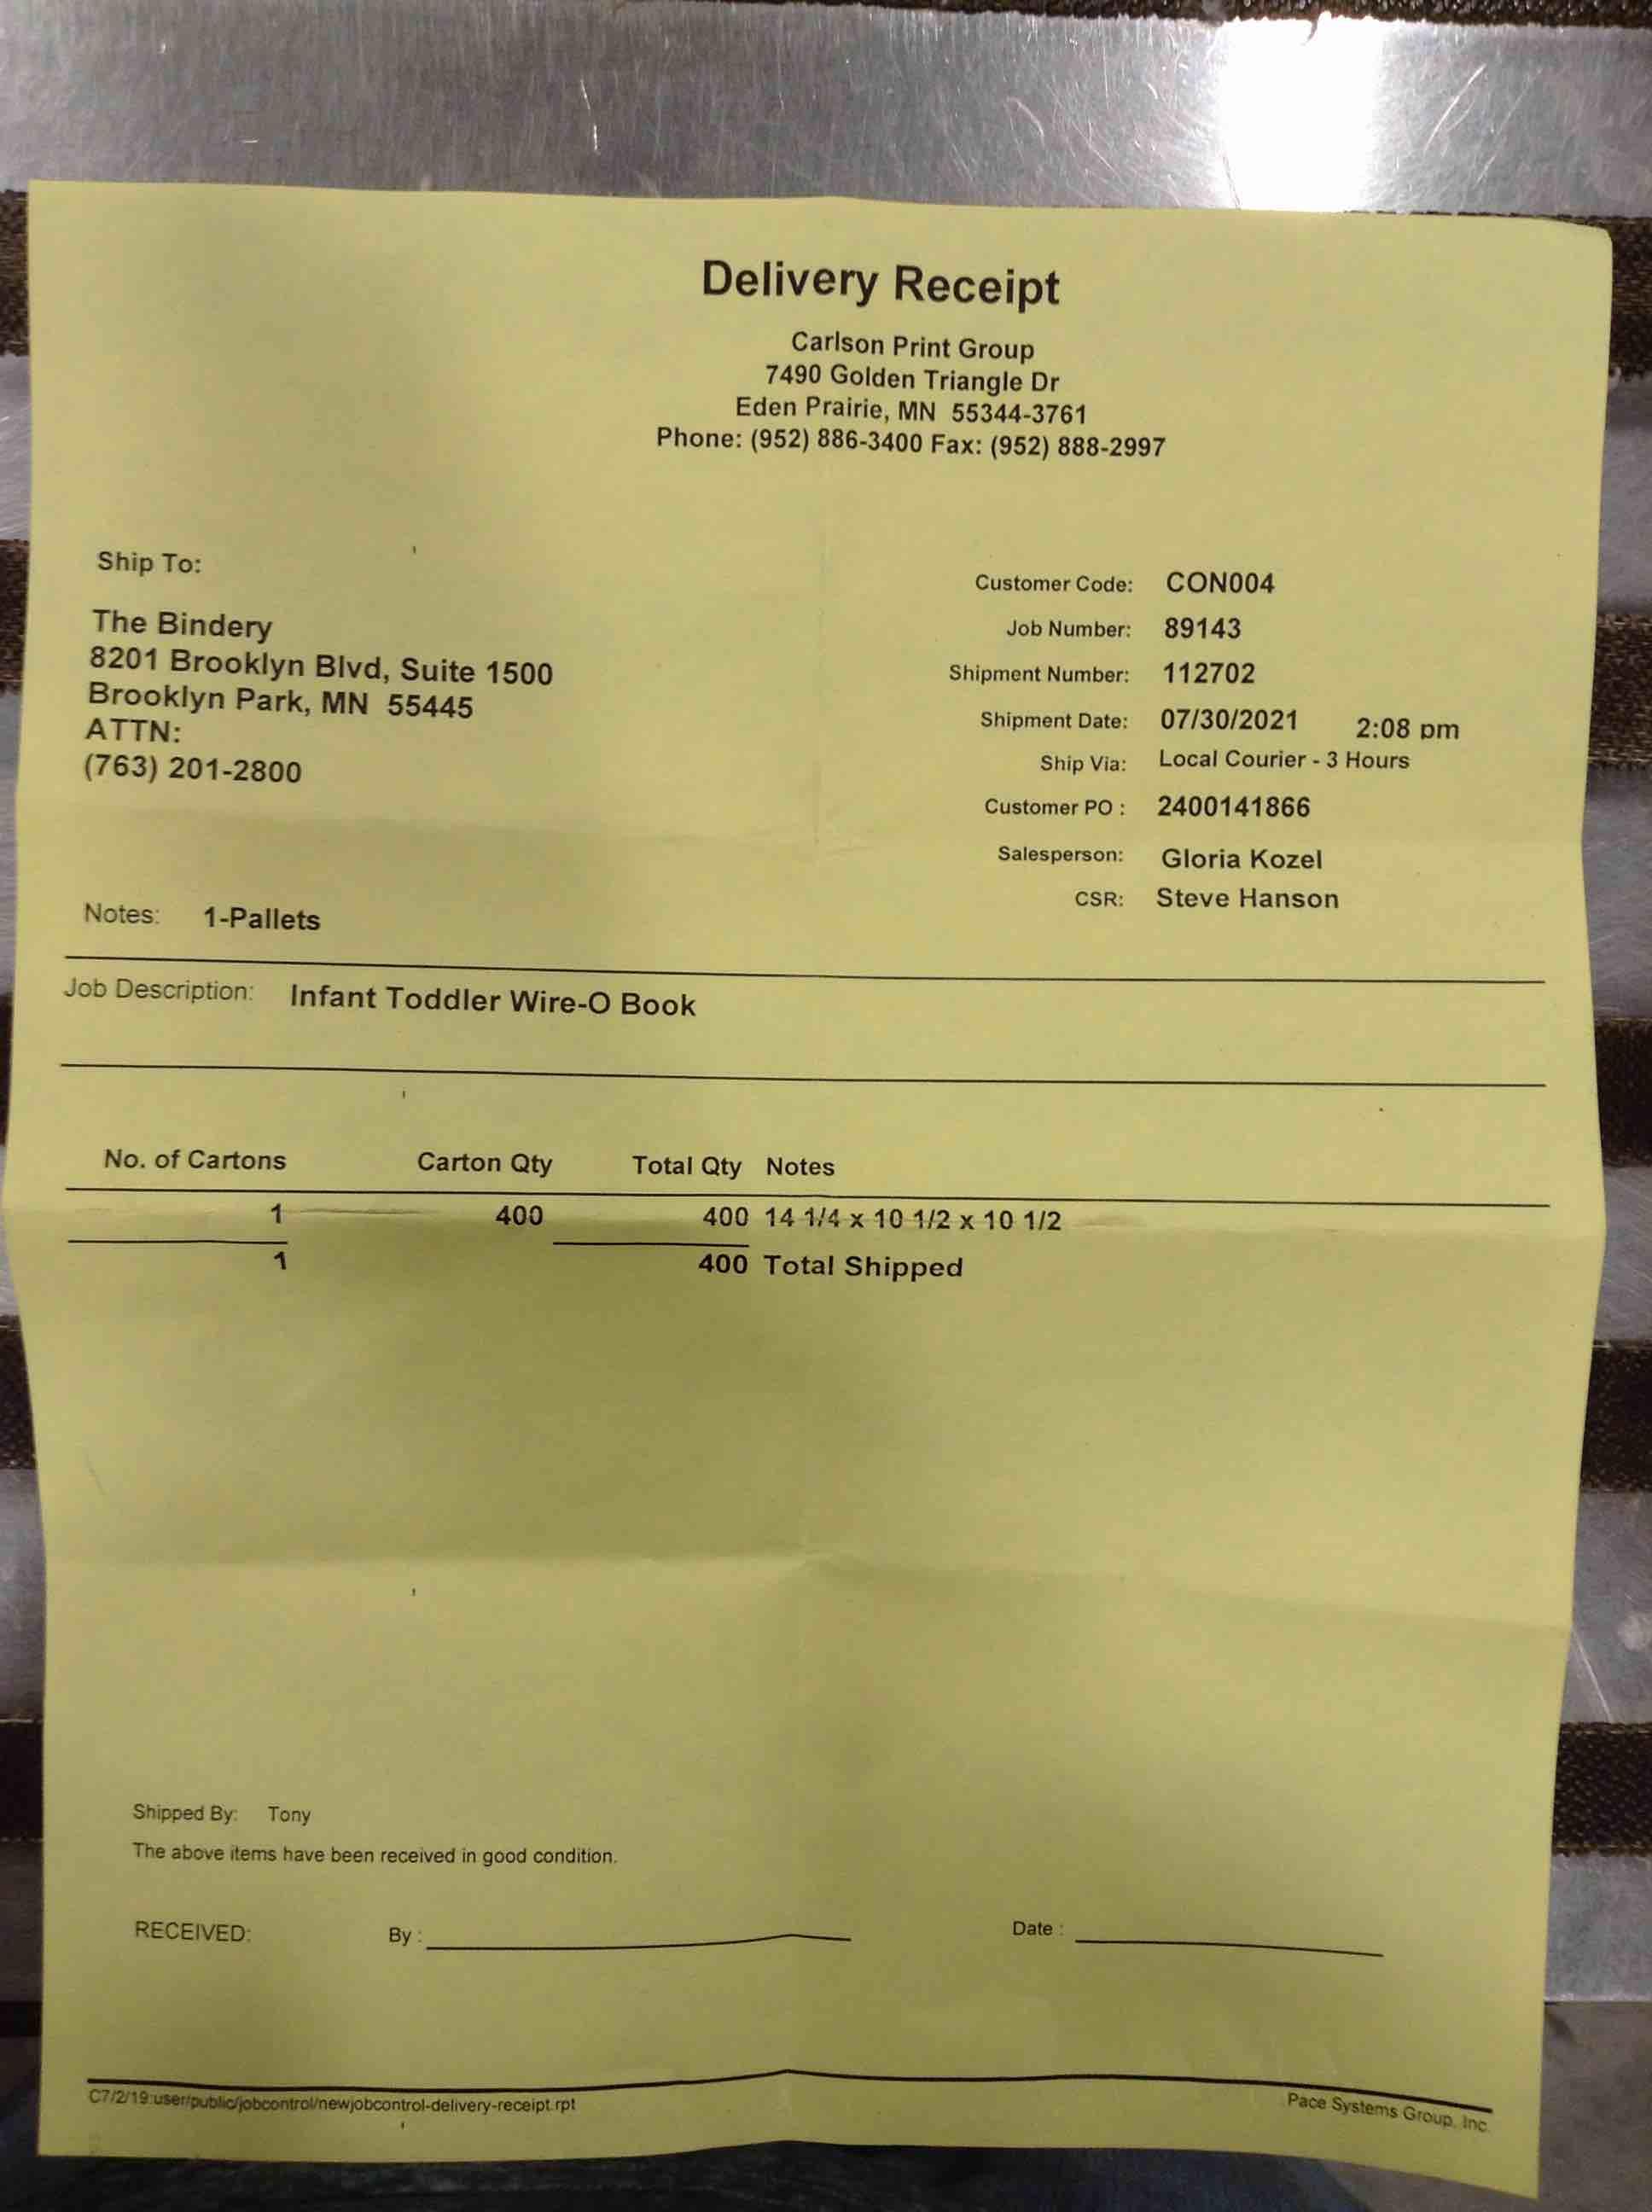 Delivery Receipt
Carlson Print Group
7490 Golden Triangle Dr
Eden Prairie, MN 55344-3761
Phone: (952) 886-3400 Fax: (952) 888-2997
Ship To:
The Bindery
8201 Brooklyn Blvd, Suite 1500
Brooklyn Park, MN 55445
ATTN:
(763) 201-2800
Customer Code: CON004
Job Number: 89143
Shipment Number: 112702
Shipment Date: 07/30/2021 2:08 pm
Ship Via: Local Courier - 3 Hours
Customer PO : 2400141866
Salesperson: Gloria Kozel
CSR: Steve Hanson
Notes: 1-Pallets
Job Description: Infant Toddler Wire-O Book
No. of Cartons Carton Qty Total Qty Notes
1 400 400 14 1/4 x 10 1/2 x 10 1/2
1 400 Total Shipped
Shipped By: Tony
The above items have been received in good condition.
RECEIVED: By : Date :
C7/2/19:user/public/jobcontrol/newjobcontrol-delivery-receipt.rpt Pace Systems Group, Inc.